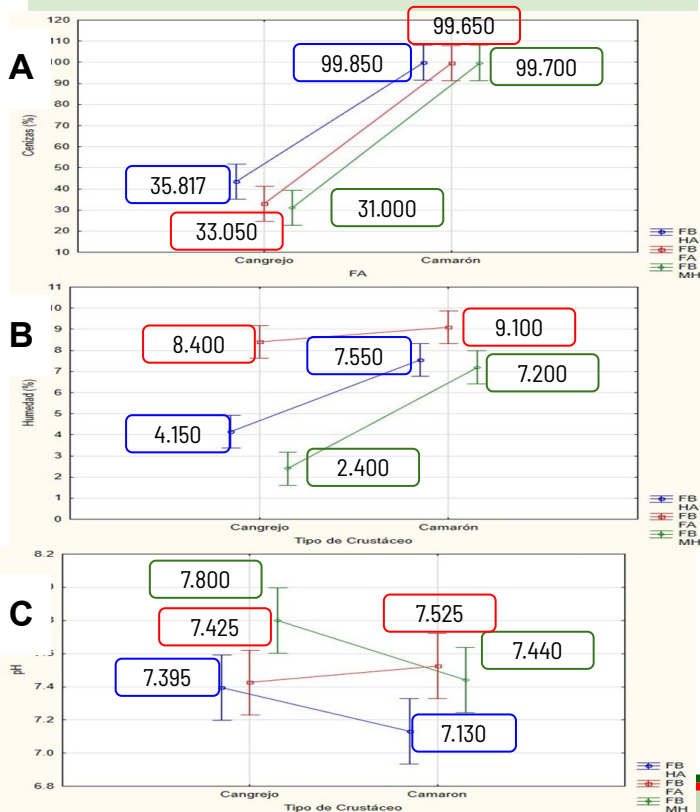 A
Cenizas (%)
120
110
100
90
80
70
60
50
40
30
20
10
99.650
99.850
99.700
35.817
33.050
31.000
Cangrejo
Camarón
FA
FB
HA
FB
FA
FB
MH
B
Humedad (%)
11
10
9
8
7
6
5
4
3
2
1
0
8.400
9.100
7.550
7.200
4.150
2.400
Cangrejo
Camarón
Tipo de Crustáceo
FB
HA
FB
FA
FB
MH
C
pH
8.2
7.4
7.2
7.0
6.8
7.800
7.425
7.525
7.395
7.440
7.130
Cangrejo
Camaron
Tipo de Crustáceo
FB
HA
FB
FA
FB
MH